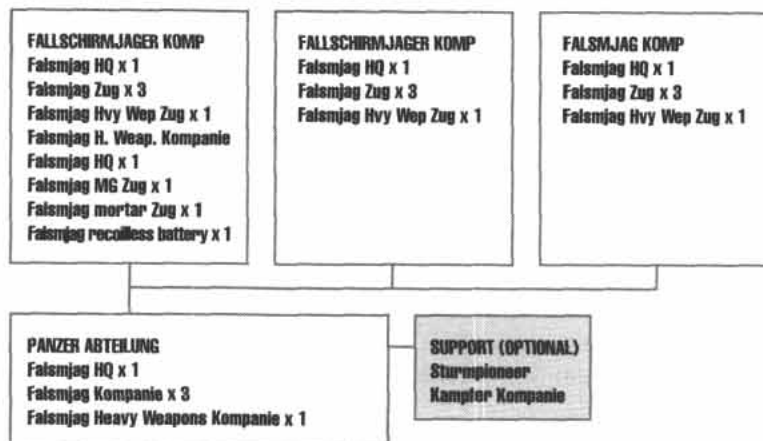 FALLSCHIRMJAGER KOMP
Falsmjag HQ x 1
Falsmjag Zug x 3
Falsmjag Hvy Wep Zug x 1
Falsmjag H. Weap. Kompanie
Falsmjag HQ x 1
Falsmjag MG Zug x 1
Falsmjag mortar Zug x 1
Falsmjag recoilless battery x 1
FALLSCHIRMJAGER KOMP
Falsmjag HQ x 1
Falsmjag Zug x 3
Falsmjag Hvy Wep Zug x 1
FALSMJAG KOMP
Falsmjag HQ x 1
Falsmjag Zug x 3
Falsmjag Hvy Wep Zug x 1
PANZER ABTEILUNG
Falsmjag HQ x 1
Falsmjag Kompanie x 3
Falsmjag Heavy Weapons Kompanie x 1
SUPPORT (OPTIONAL)
Sturmpioneer
Kampfer Kompanie